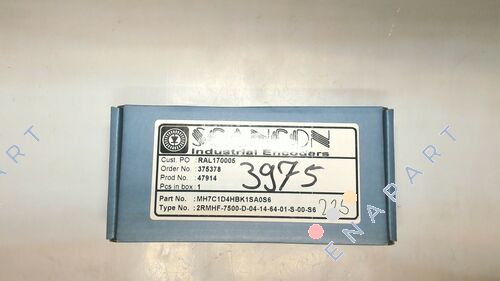 SCANCON
Industrial Encoders
Cust. PO : RAL170005
Order No : 375378
Prod No. : 47914
Pcs in box : 1
3975
Part No. : MH7C1D4HBK1SA0S6
Type No. : 2RMHF-7500-D-04-14-64-01-S-00-S6
ENAPART
ENAPART